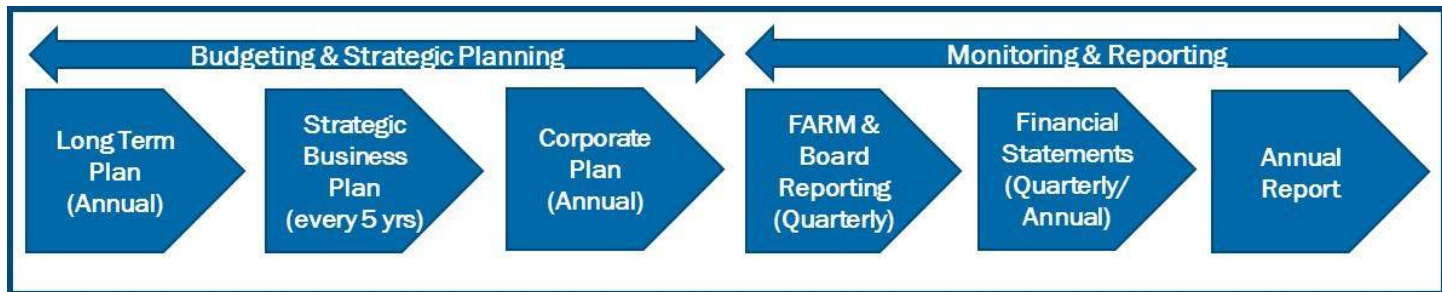 Budgeting & Strategic Planning
Monitoring & Reporting
Long Term
Plan
(Annual)
Strategic
Business
Plan
(every 5 yrs)
Corporate
Plan
(Annual)
FARM &
Board
Reporting
(Quarterly)
Financial
Statements
(Quarterly/
Annual)
Annual
Report